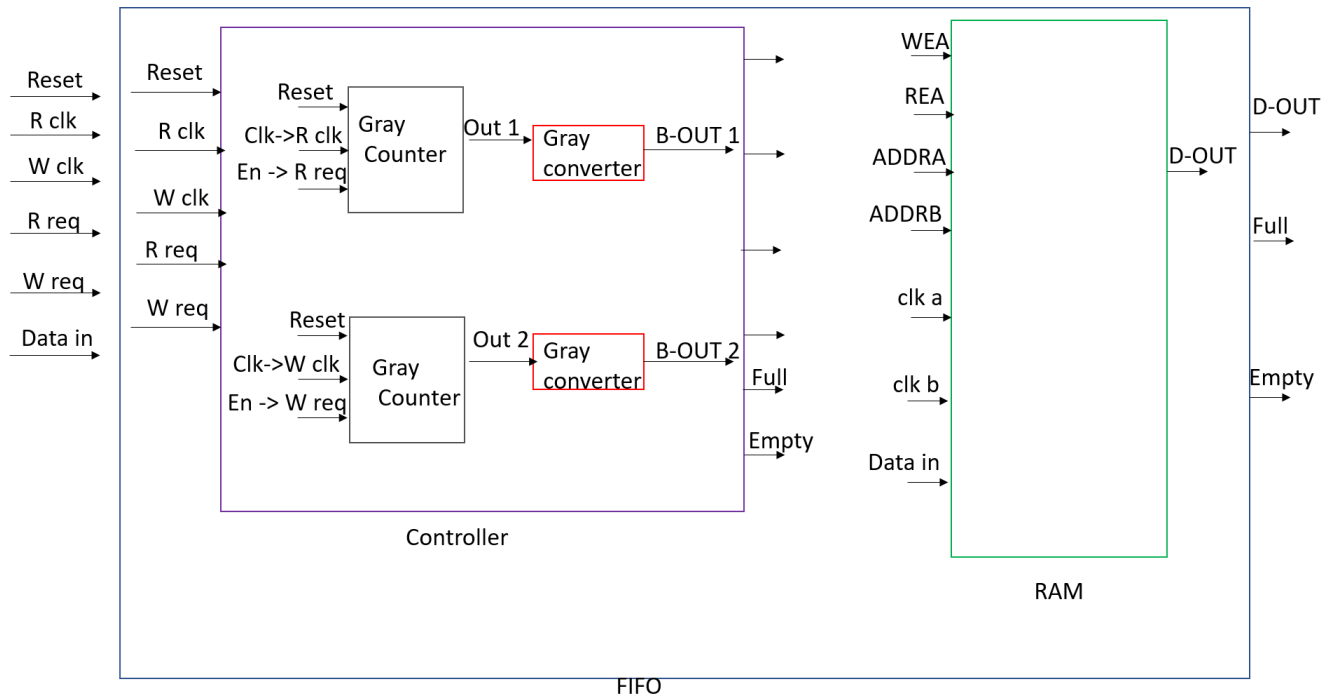 Reset
R clk
W clk
R req
W req
Data in
Reset
R clk
W clk
R req
W req
Reset
Clk->R clk
En -> R req
Gray
Counter
Out 1
Gray
converter
B-OUT 1
Reset
Clk->W clk
En -> W req
Gray
Counter
Out 2
Gray
converter
B-OUT 2
Full
Empty
Controller
WEA
REA
ADDRA
ADDRB
clk a
clk b
Data in
D-OUT
RAM
D-OUT
Full
Empty
FIFO